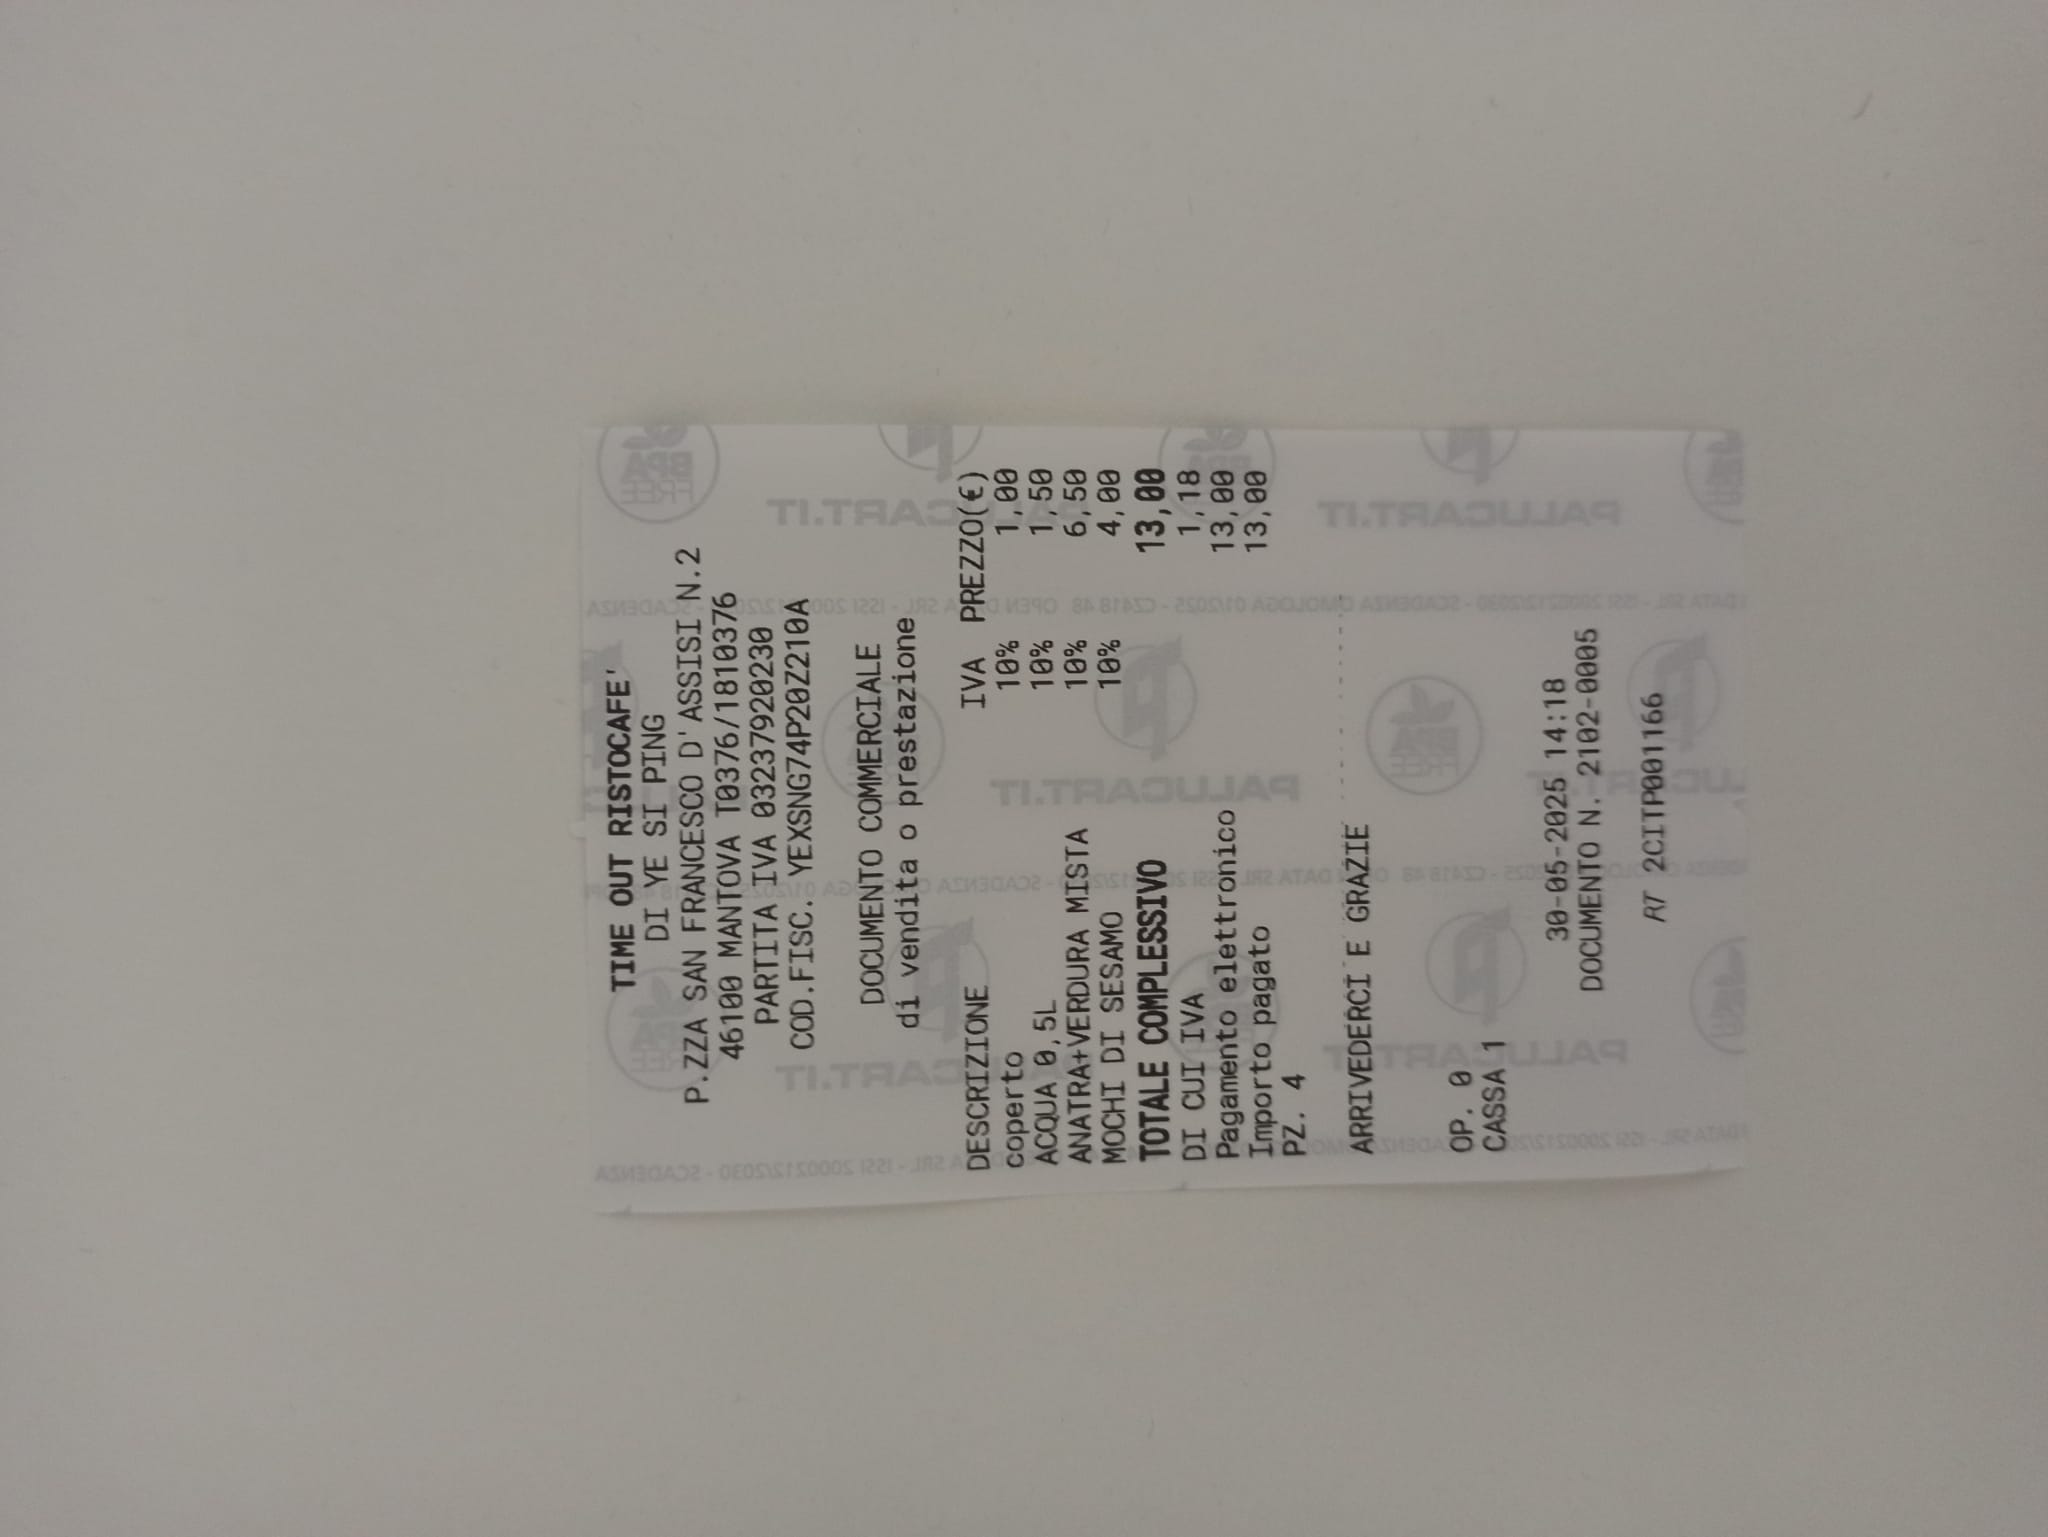 TIME OUT RISTOCAFE'
DI YE SI PING
P.ZZA SAN FRANCESCO D'ASSISI N.2
46100 MANTOVA T0376/1810376
PARTITA IVA 03237920230
COD.FISC. YEXSNG74P20Z210A
DOCUMENTO COMMERCIALE
di vendita o prestazione
DESCRIZIONE IVA PREZZO(€)
coperto 10% 1,00
ACQUA 0,5L 10% 1,50
ANATRA+VERDURA MISTA 10% 6,50
MOCHI DI SESAMO 10% 4,00
TOTALE COMPLESSIVO 13,00
DI CUI IVA 1,18
Pagamento elettronico 13,00
Importo pagato 13,00
PZ. 4
ARRIVEDERCI E GRAZIE
OP. 0
CASSA 1
30-05-2025 14:18
DOCUMENTO N. 2102-0005
RT 2CITP001166